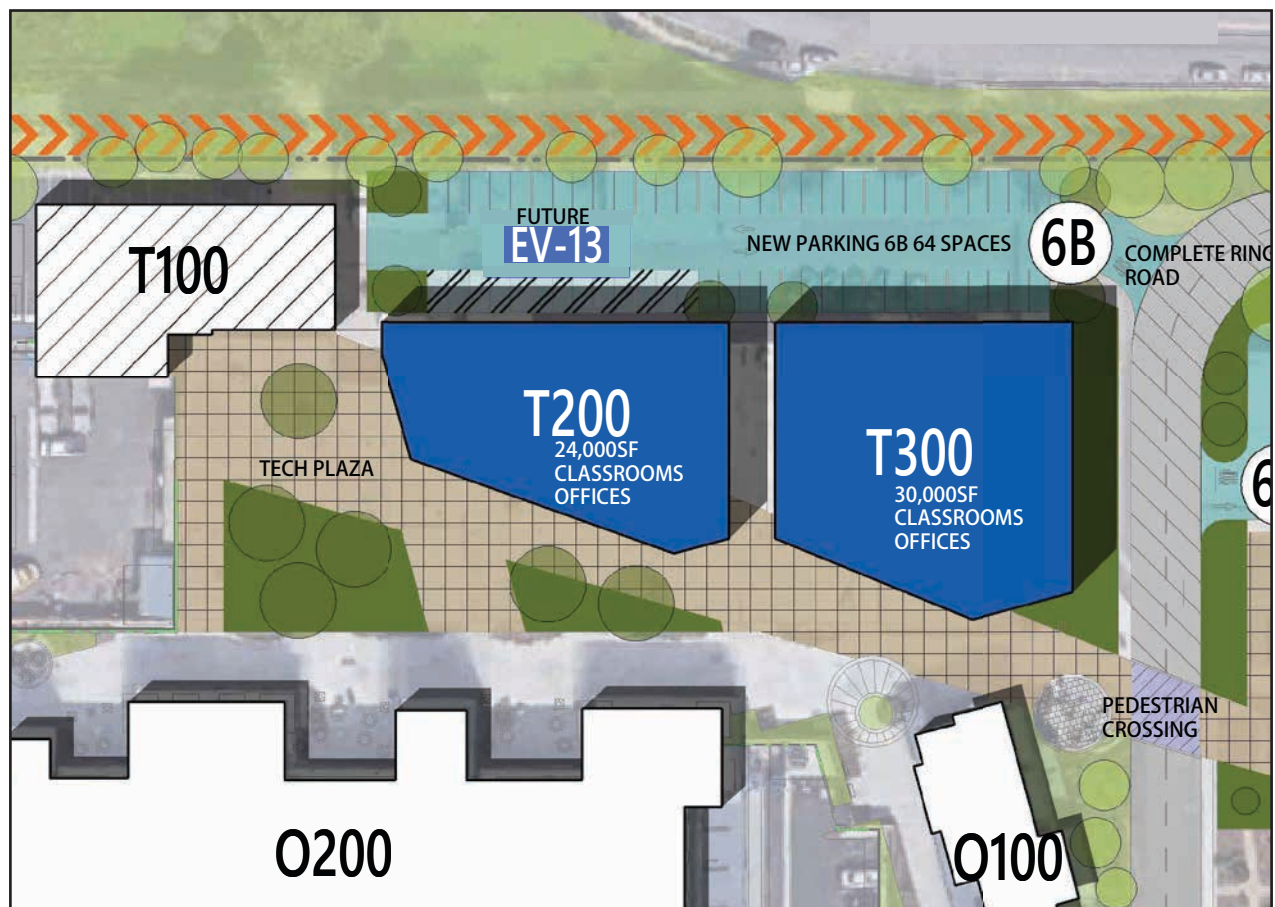 FUTURE
EV-13
NEW PARKING 6B 64 SPACES
6B
COMPLETE RING
ROAD
T100
T200
24,000SF
CLASSROOMS
OFFICES
T300
30,000SF
CLASSROOMS
OFFICES
TECH PLAZA
6
PEDESTRIAN
CROSSING
O200
O100